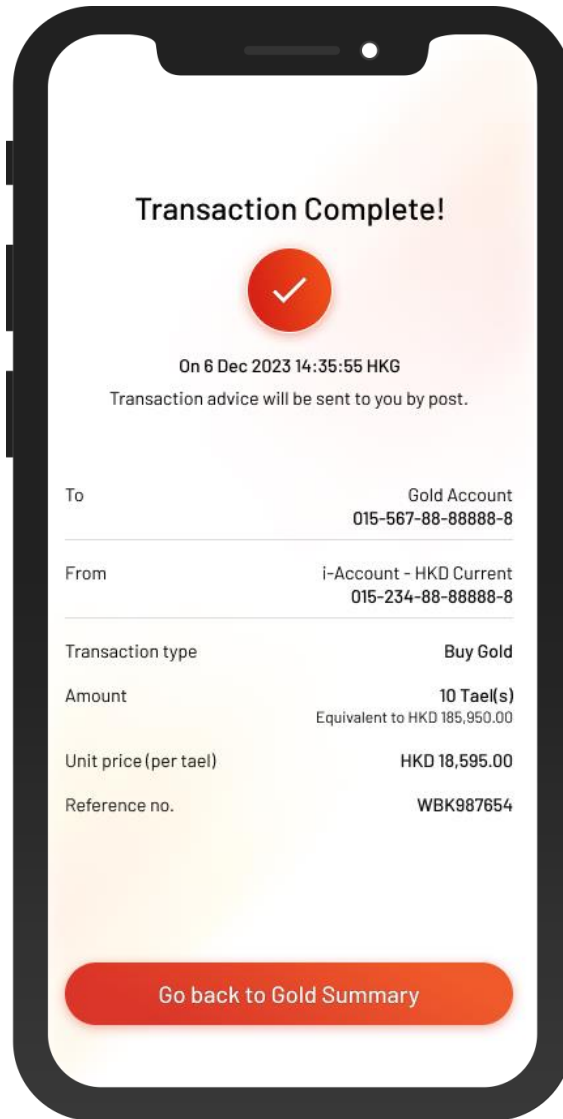 Transaction Complete!
On 6 Dec 2023 14:35:55 HKG
Transaction advice will be sent to you by post.
To
Gold Account
015-567-88-88888-8
From
i-Account - HKD Current
015-234-88-88888-8
Transaction type
Buy Gold
Amount
10 Tael(s)
Equivalent to HKD 185,950.00
Unit price (per tael)
HKD 18,595.00
Reference no.
WBK987654
Go back to Gold Summary